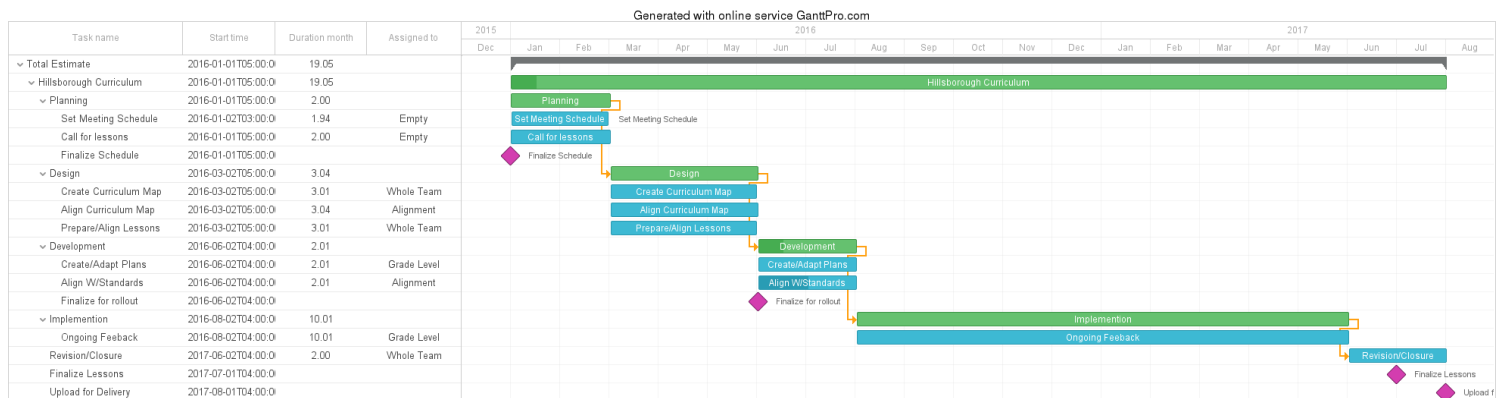 Generated with online service GanttPro.com
Task name Start time Duration month Assigned to 2015 2016 2017
Dec Jan Feb Mar Apr May Jun Jul Aug Sep Oct Nov Dec Jan Feb Mar Apr May Jun Jul Aug
Total Estimate 2016-01-01T05:00:0 19.05
Hillsborough Curriculum 2016-01-01T05:00:0 19.05 Hillsborough Curriculum
Planning 2016-01-01T05:00:0 2.00 Planning
Set Meeting Schedule 2016-01-02T03:00:0 1.94 Empty Set Meeting Schedule Set Meeting Schedule
Call for lessons 2016-01-01T05:00:0 2.00 Empty Call for lessons
Finalize Schedule 2016-01-01T05:00:0 Finalize Schedule
Design 2016-03-02T05:00:0 3.04 Design
Create Curriculum Map 2016-03-02T05:00:0 3.01 Whole Team Create Curriculum Map
Align Curriculum Map 2016-03-02T05:00:0 3.04 Alignment Align Curriculum Map
Prepare/Align Lessons 2016-03-02T05:00:0 3.01 Whole Team Prepare/Align Lessons
Development 2016-06-02T04:00:0 2.01 Development
Create/Adapt Plans 2016-06-02T04:00:0 2.01 Grade Level Create/Adapt Plans
Align W/Standards 2016-06-02T04:00:0 2.01 Alignment Align W/Standards
Finalize for rollout 2016-06-02T04:00:0 Finalize for rollout
Implemention 2016-08-02T04:00:0 10.01 Implemention
Ongoing Feeback 2016-08-02T04:00:0 10.01 Grade Level Ongoing Feeback
Revision/Closure 2017-06-02T04:00:0 2.00 Whole Team Revision/Closure
Finalize Lessons 2017-07-01T04:00:0 Finalize Lessons
Upload for Delivery 2017-08-01T04:00:0 Upload f